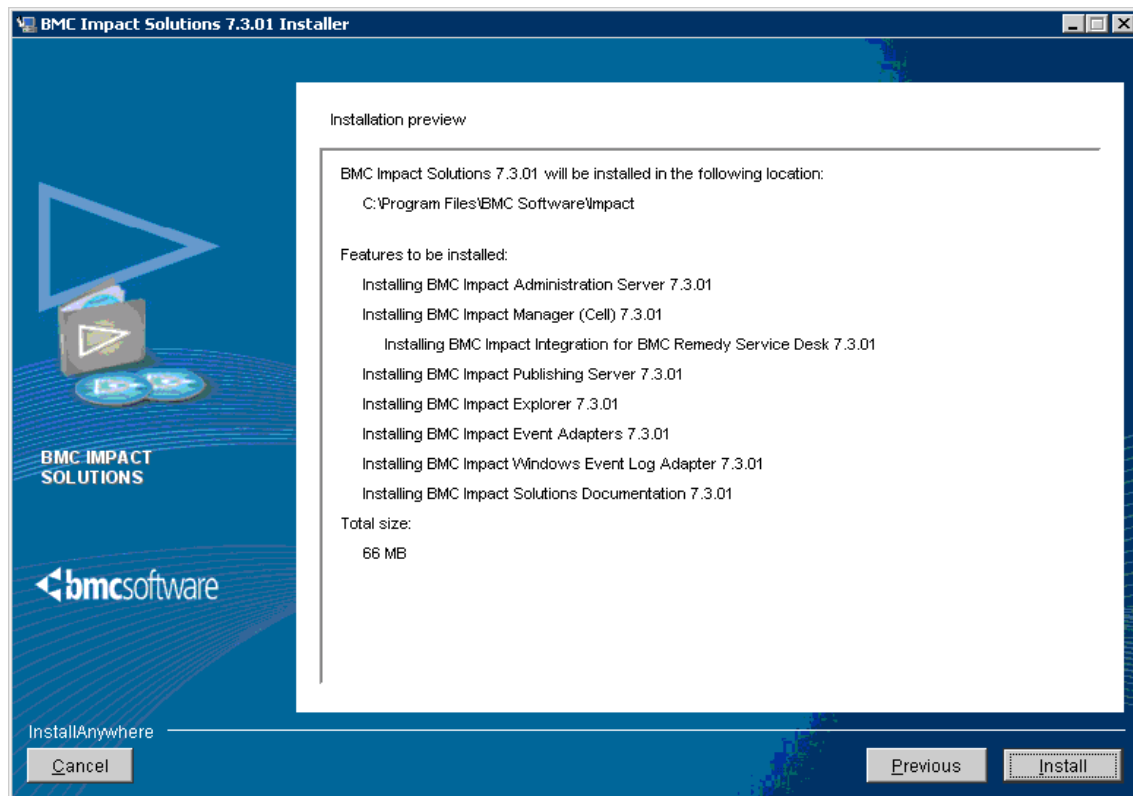 BMC Impact Solutions 7.3.01 Installer
Installation preview
BMC Impact Solutions 7.3.01 will be installed in the following location:
C:\Program Files\BMC Software\Impact
Features to be installed:
Installing BMC Impact Administration Server 7.3.01
Installing BMC Impact Manager (Cell) 7.3.01
Installing BMC Impact Integration for BMC Remedy Service Desk 7.3.01
Installing BMC Impact Publishing Server 7.3.01
Installing BMC Impact Explorer 7.3.01
Installing BMC Impact Event Adapters 7.3.01
Installing BMC Impact Windows Event Log Adapter 7.3.01
Installing BMC Impact Solutions Documentation 7.3.01
Total size:
66 MB
BMC IMPACT
SOLUTIONS
bmcsoftware
InstallAnywhere
Cancel
Previous
Install